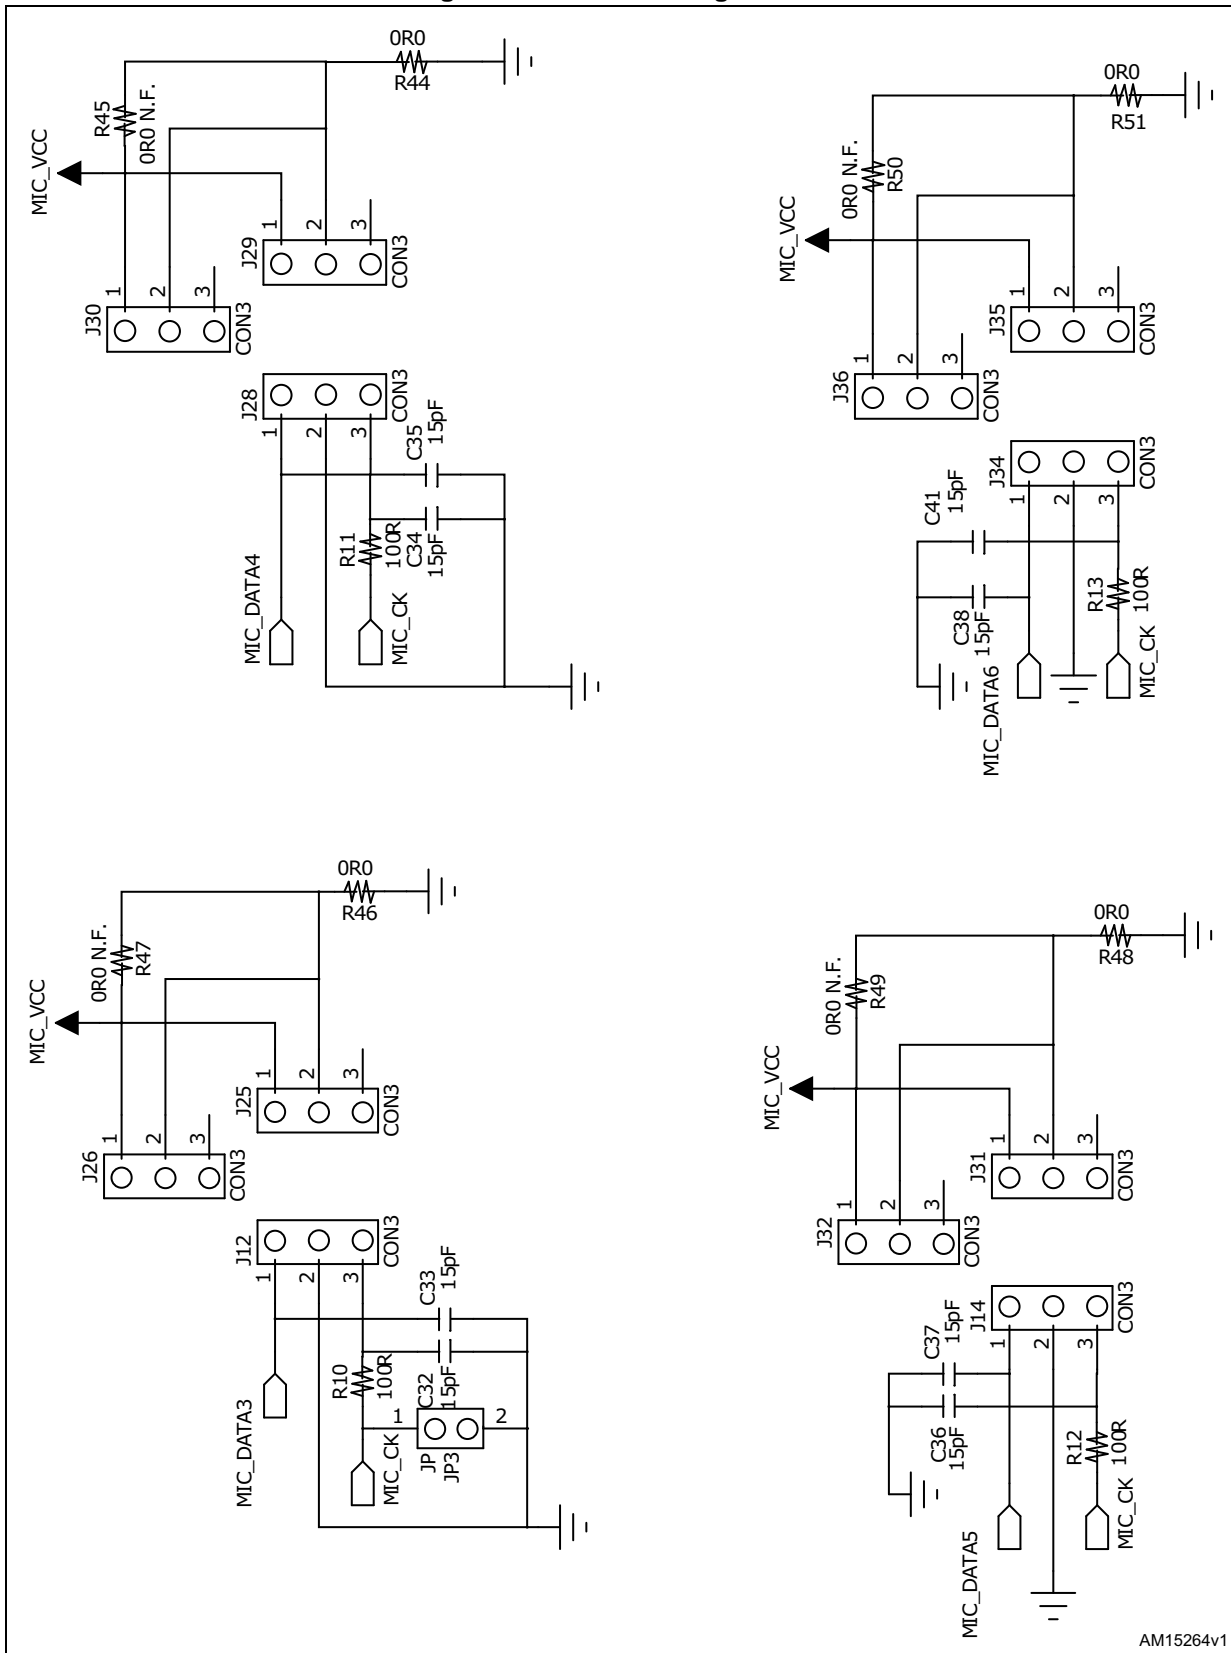 0R0
R44
R45
0R0 N.F.
MIC_VCC
1
2
3
J29
CON3
1
2
3
J30
CON3
J28
CON3
1
2
3
C35
15pF
R11
100R
C34
15pF
MIC_DATA4
MIC_CK
0R0
R51
0R0 N.F.
R50
MIC_VCC
1
2
3
J35
CON3
1
2
3
J36
CON3
J34
CON3
1
2
3
C41
15pF
C38
15pF
R13
100R
MIC_DATA6
MIC_CK
0R0
R46
0R0 N.F.
R47
MIC_VCC
1
2
3
J25
CON3
1
2
3
J26
CON3
J12
CON3
1
2
3
C33
15pF
R10
100R
C32
15pF
1
2
JP
JP3
MIC_DATA3
MIC_CK
0R0
R48
0R0 N.F.
R49
MIC_VCC
1
2
3
J31
CON3
1
2
3
J32
CON3
J14
CON3
1
2
3
C37
15pF
C36
15pF
R12
100R
MIC_DATA5
MIC_CK
AM15264v1